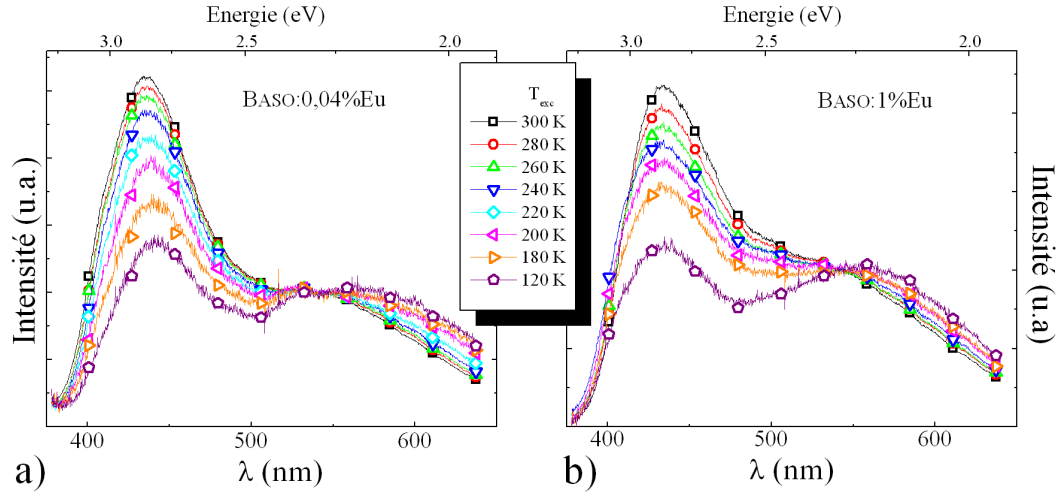 Energie (eV)
3.0 2.5 2.0
Energie (eV)
3.0 2.5 2.0
BASO:0,04%Eu
BASO:1%Eu
T exc
300 K
280 K
260 K
240 K
220 K
200 K
180 K
120 K
Intensité (u.a.)
Intensité (u.a)
400 500 600
400 500 600
a) λ (nm)
b) λ (nm)